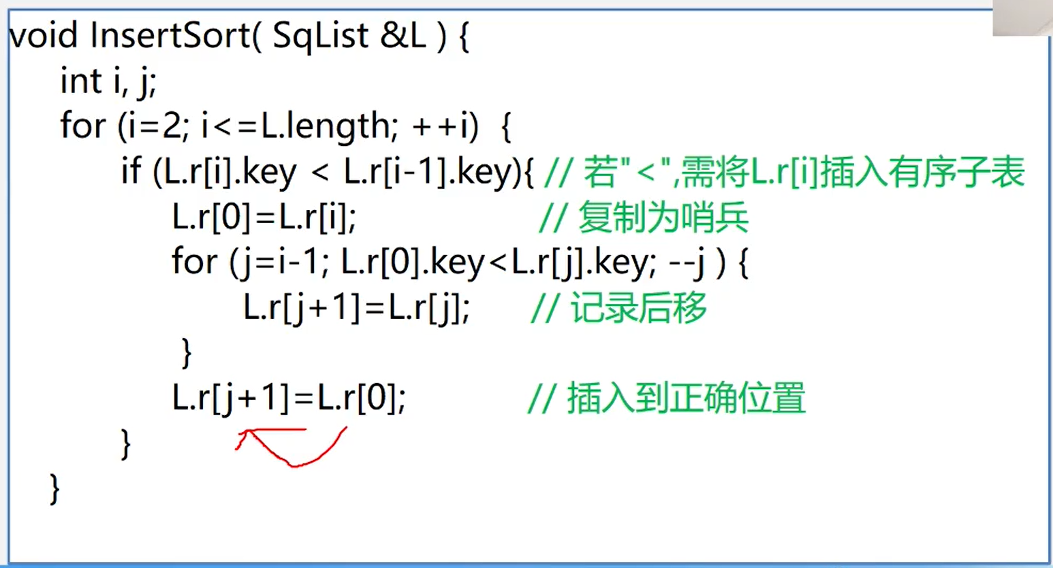 void InsertSort( SqList &L ) {
int i, j;
for (i=2; i<=L.length; ++i) {
if (L.r[i].key < L.r[i-1].key){ // 若"<",需将L.r[i]插入有序子表
L.r[0]=L.r[i]; // 复制为哨兵
for (j=i-1; L.r[0].key<L.r[j].key; --j ) {
L.r[j+1]=L.r[j]; // 记录后移
}
L.r[j+1]=L.r[0]; // 插入到正确位置
}
}